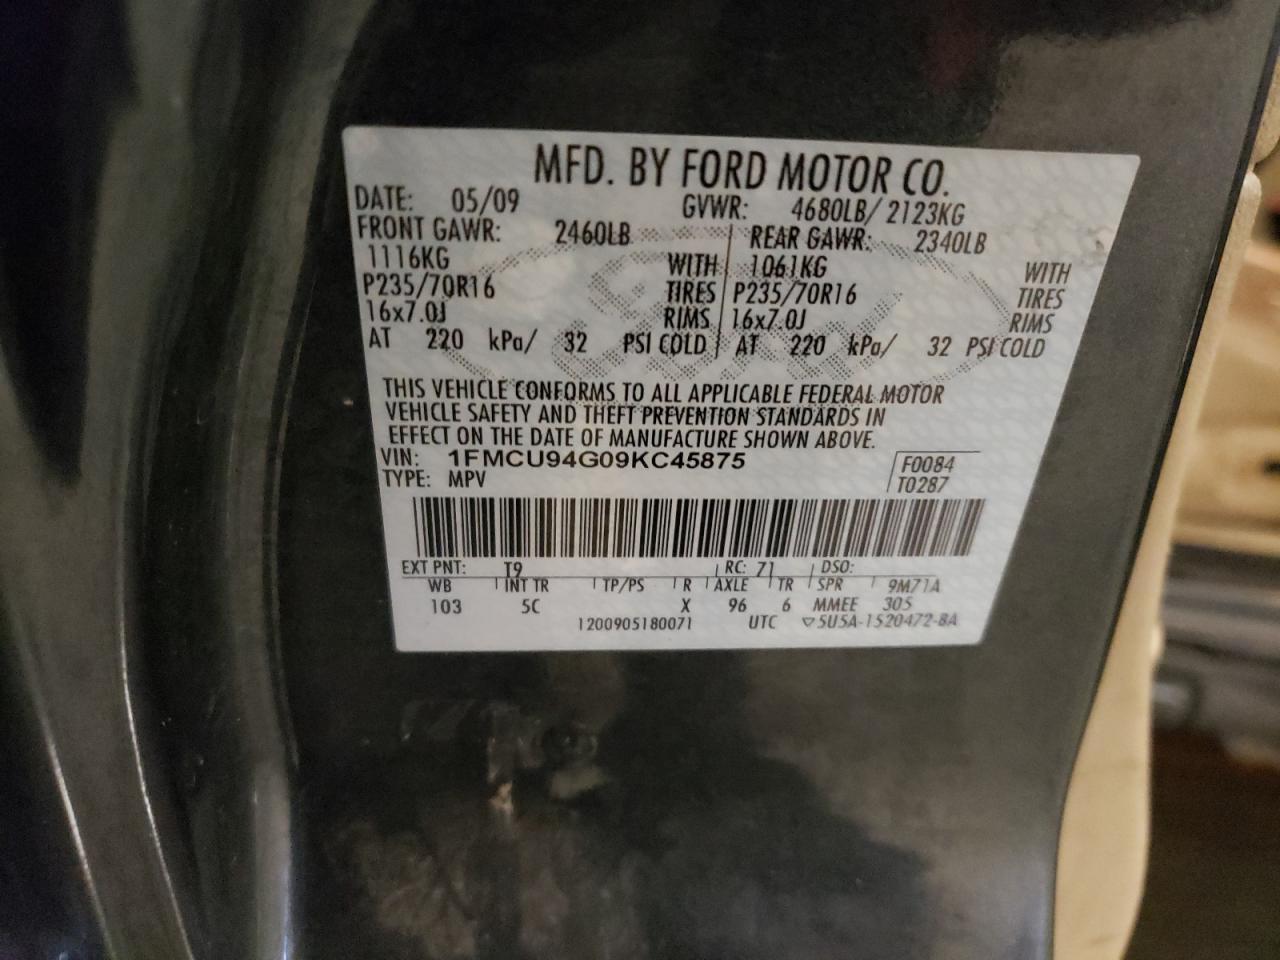 MFD. BY FORD MOTOR CO.
DATE: 05/09 GVWR: 4680LB/ 2123KG
FRONT GAWR: 2460LB REAR GAWR: 2340LB
1116KG WITH 1061KG WITH
P235/70R16 TIRES P235/70R16 TIRES
16x7.0J RIMS 16x7.0J RIMS
AT 220 kPa/ 32 PSI COLD AT 220 kPa/ 32 PSI COLD
THIS VEHICLE CONFORMS TO ALL APPLICABLE FEDERAL MOTOR
VEHICLE SAFETY AND THEFT PREVENTION STANDARDS IN
EFFECT ON THE DATE OF MANUFACTURE SHOWN ABOVE.
VIN: 1FMCU94G09KC45875 F0084
TYPE: MPV T0287
EXT PNT: T9 RC: 71 DSO:
WB INT TR TP/PS R AXLE TR SPR 9M71A
103 5C X 96 6 MMEE 305
1200905180071 UTC ▽5U5A-1520472-8A